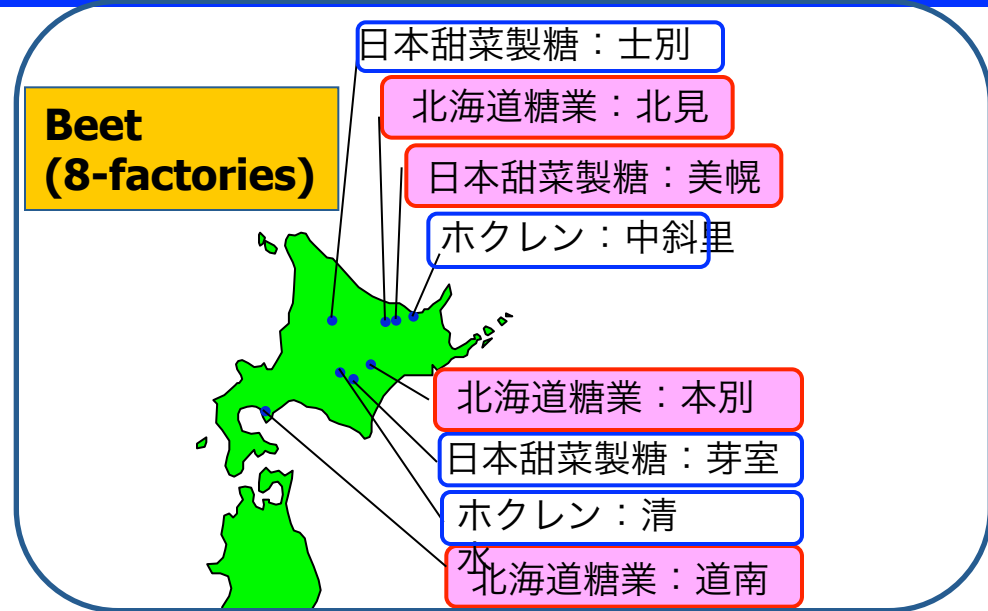 日本甜菜製糖：士別
北海道糖業：北見
Beet
(8-factories)
日本甜菜製糖：美幌
ホクレン：中斜里
北海道糖業：本別
日本甜菜製糖：芽室
ホクレン：清
水
北海道糖業：道南